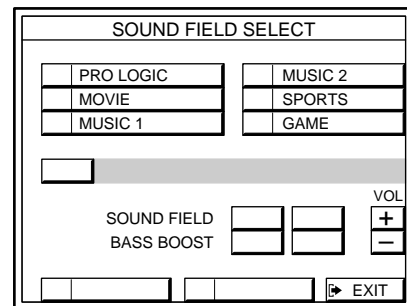 SOUND FIELD SELECT
PRO LOGIC
MUSIC 2
MOVIE
SPORTS
MUSIC 1
GAME
VOL
SOUND FIELD
+
BASS BOOST
−
EXIT